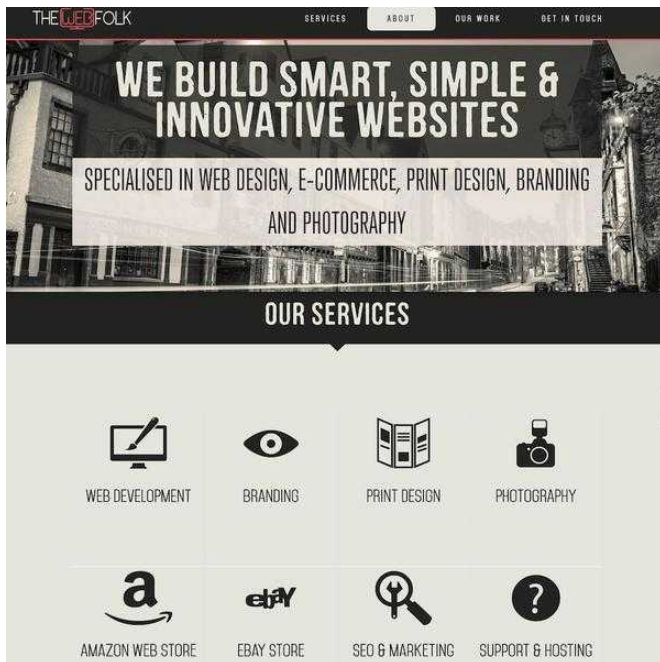 THE WEB FOLK
SERVICES ABOUT OUR WORK GET IN TOUCH
WE BUILD SMART, SIMPLE &
INNOVATIVE WEBSITES
SPECIALISED IN WEB DESIGN, E-COMMERCE, PRINT DESIGN, BRANDING
AND PHOTOGRAPHY
OUR SERVICES
WEB DEVELOPMENT BRANDING PRINT DESIGN PHOTOGRAPHY
a ebay ?
AMAZON WEB STORE EBAY STORE SEO & MARKETING SUPPORT & HOSTING